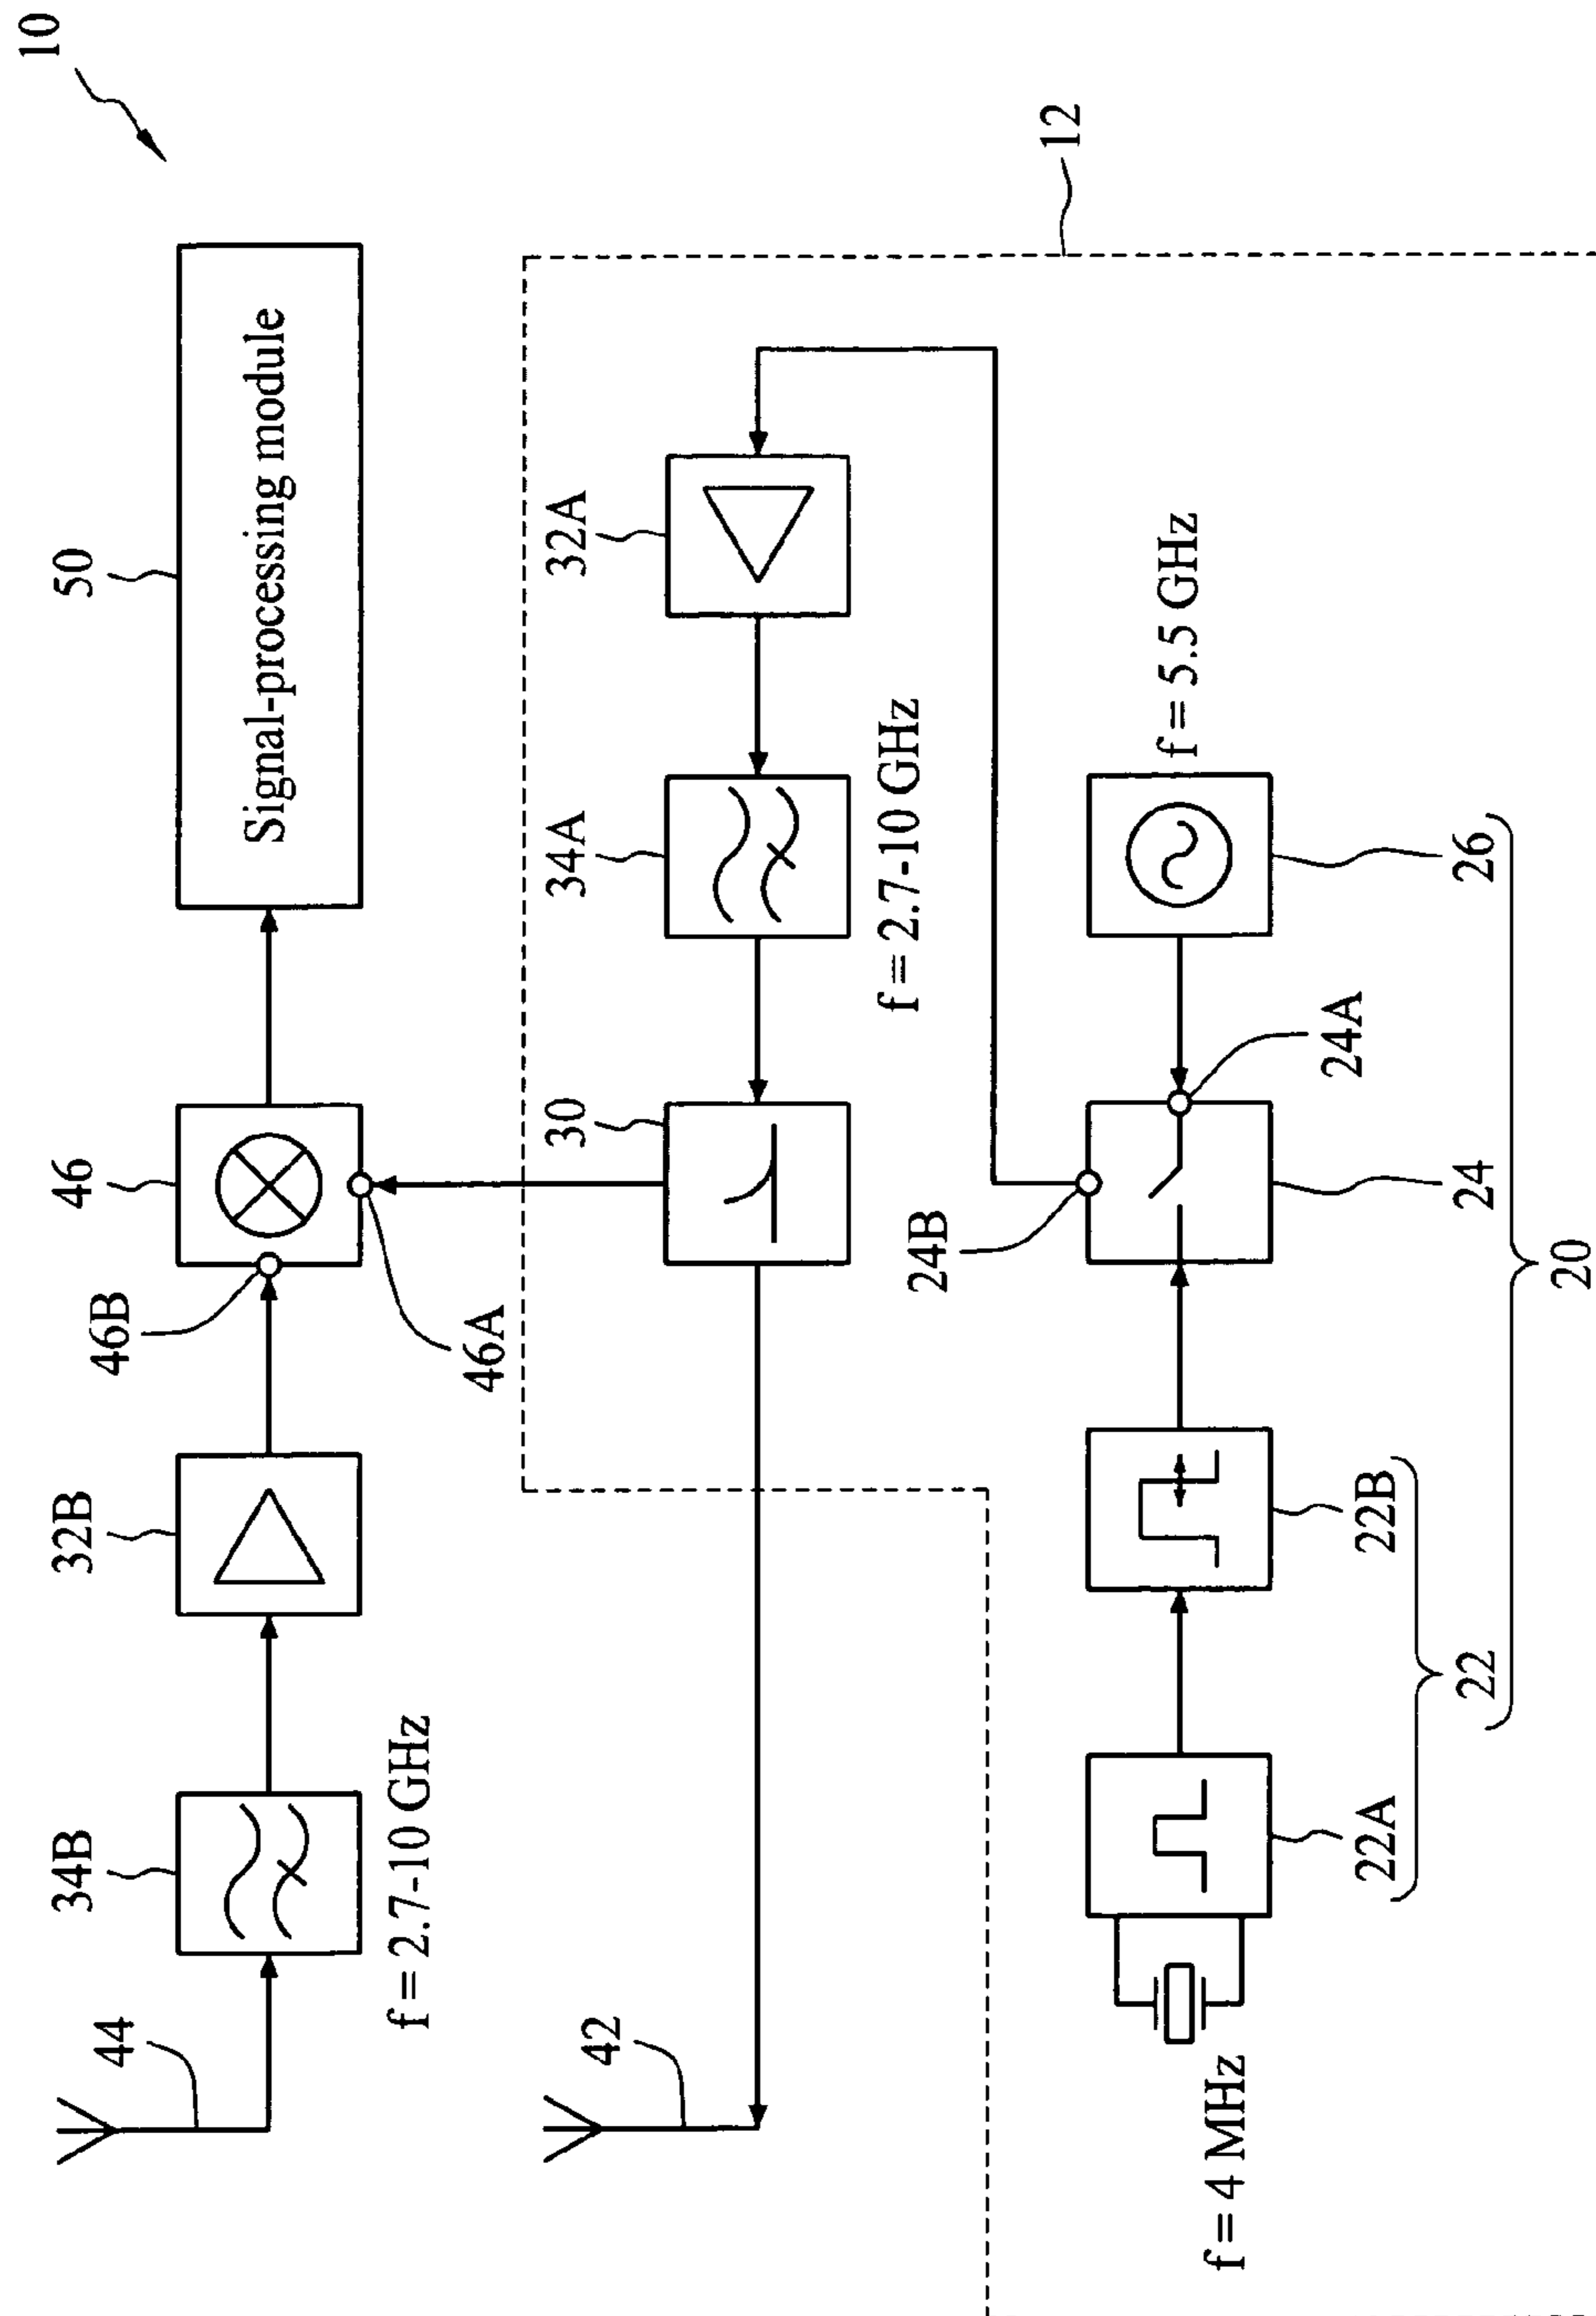 10
50
Signal-processing module
46
46B
46A
32B
34B
f = 2.7-10 GHz
44
12
32A
34A
f = 2.7-10 GHz
30
42
24B
f = 5.5 GHz
24A
26
24
22B
22A
22
20
f = 4 MHz